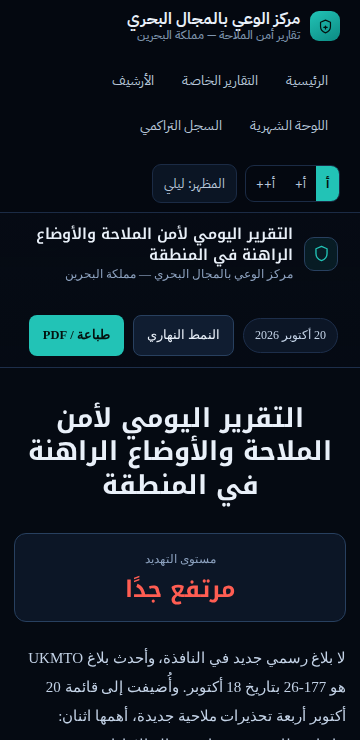 مركز الوعي بالمجال البحري
تقارير أمن الملاحة — مملكة البحرين
الرئيسية التقارير الخاصة الأرشيف
اللوحة الشهرية السجل التراكمي
أ أ+ أ++ المظهر: ليلي
التقرير اليومي لأمن الملاحة والأوضاع
الراهنة في المنطقة
مركز الوعي بالمجال البحري — مملكة البحرين
20 أكتوبر 2026 النمط النهاري طباعة / PDF
التقرير اليومي لأمن
الملاحة والأوضاع الراهنة
في المنطقة
مستوى التهديد
مرتفع جدًا
لا بلاغ رسمي جديد في النافذة، وأحدث بلاغ UKMTO
هو 177-26 بتاريخ 18 أكتوبر. وأُضيفت إلى قائمة 20
أكتوبر أربعة تحذيرات ملاحية جديدة، أهمها اثنان: